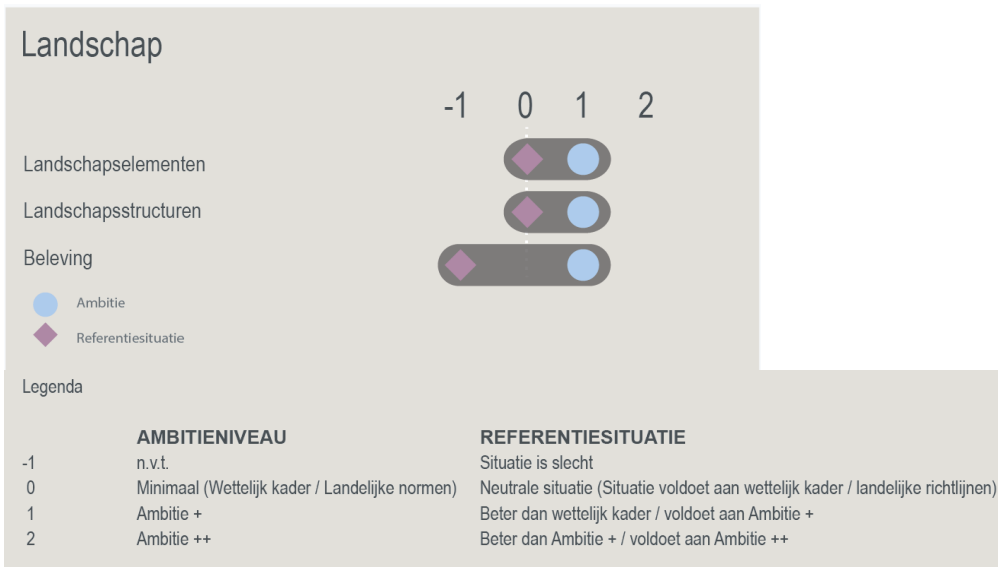 Landschap
-1 0 1 2
Landschapselementen
Landschapsstructuren
Beleving
Ambitie
Referentiesituatie
Legenda
AMBITIENIVEAU REFERENTIESITUATIE
-1 n.v.t. Situatie is slecht
0 Minimaal (Wettelijk kader / Landelijke normen) Neutrale situatie (Situatie voldoet aan wettelijk kader / landelijke richtlijnen)
1 Ambitie + Beter dan wettelijk kader / voldoet aan Ambitie +
2 Ambitie ++ Beter dan Ambitie + / voldoet aan Ambitie ++